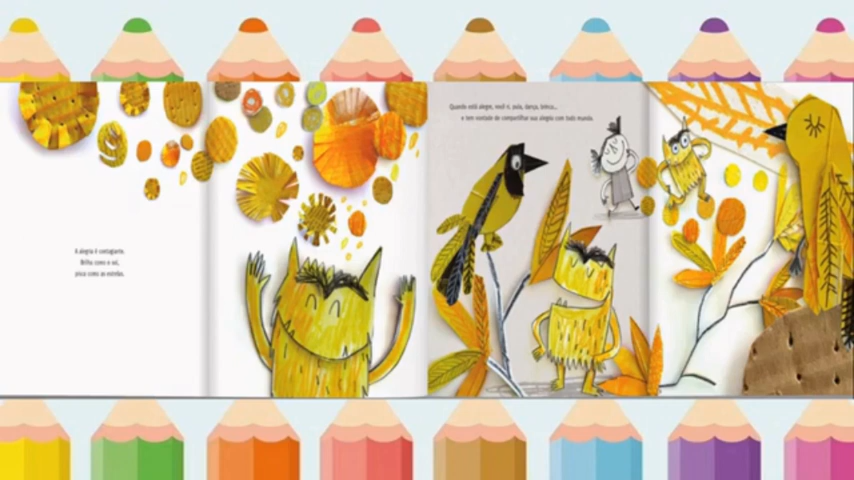 A alegria é contagiante.
Brilha como o sol,
pisca como as estrelas.
Quando está alegre, você ri, pula, dança, brinca...
e tem vontade de compartilhar sua alegria com todo mundo.